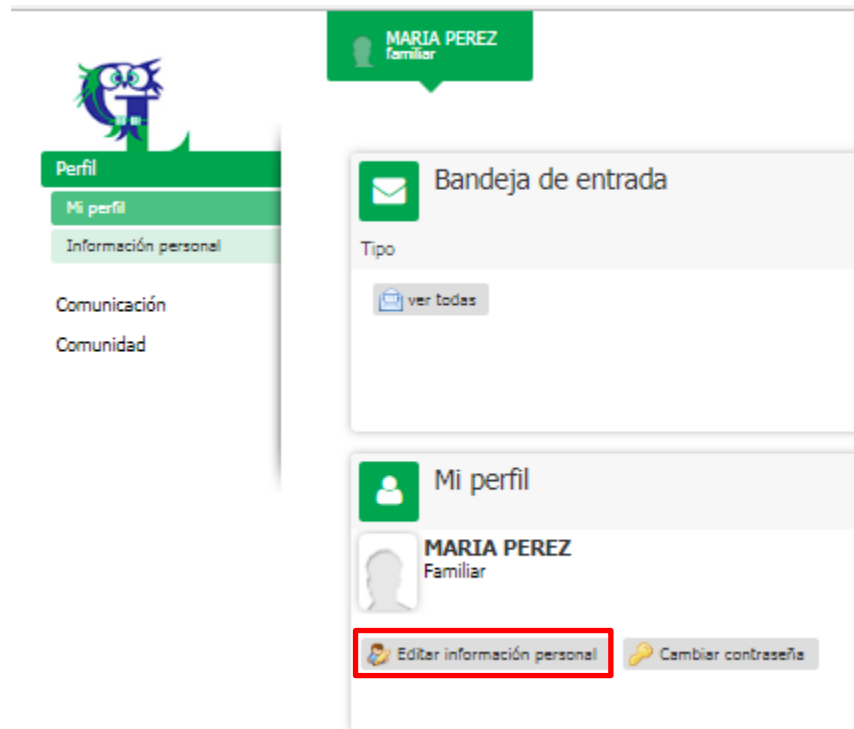 MARIA PEREZ
familiar
Perfil
Mi perfil
Información personal
Comunicación
Comunidad
Bandeja de entrada
Tipo
ver todas
Mi perfil
MARIA PEREZ
Familiar
Editar información personal
Cambiar contraseña